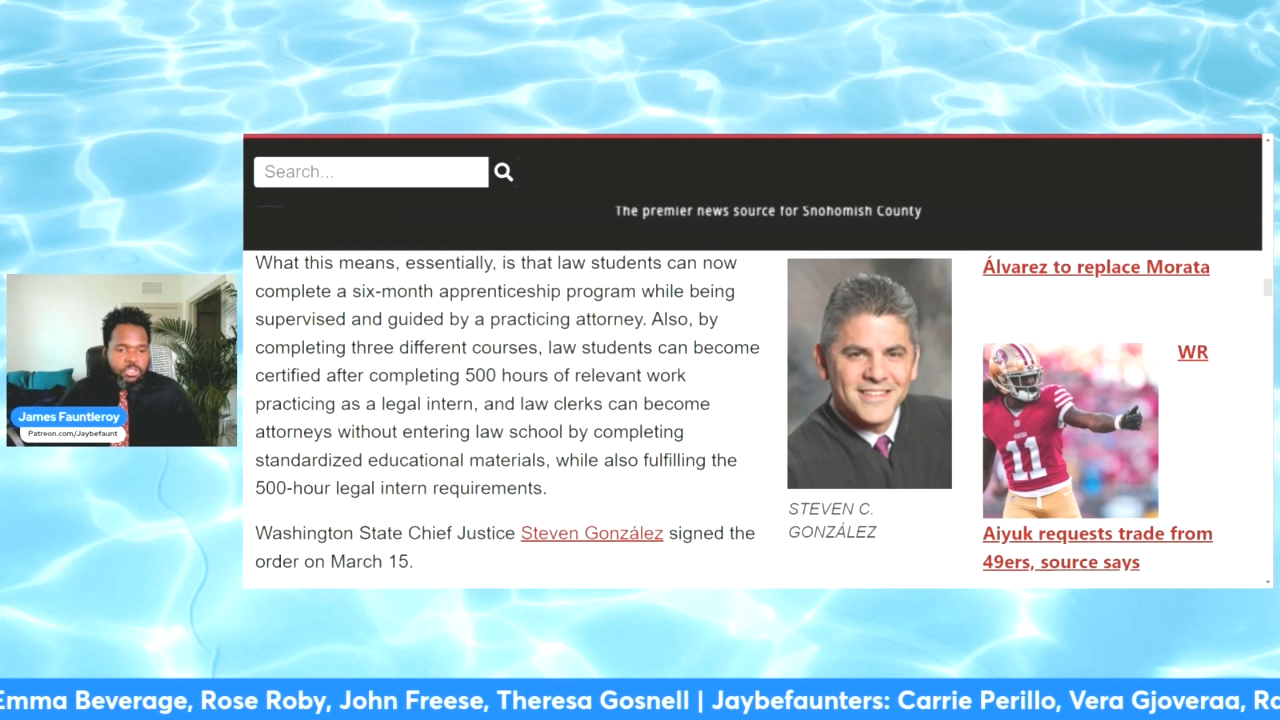 Search...
The premier news source for Snohomish County
What this means, essentially, is that law students can now
complete a six-month apprenticeship program while being
supervised and guided by a practicing attorney. Also, by
completing three different courses, law students can become
certified after completing 500 hours of relevant work
practicing as a legal intern, and law clerks can become
attorneys without entering law school by completing
standardized educational materials, while also fulfilling the
500-hour legal intern requirements.
Washington State Chief Justice Steven González signed the
order on March 15.
STEVEN C.
GONZÁLEZ
Álvarez to replace Morata
WR
11
Aiyuk requests trade from
49ers, source says
James Fauntleroy
Patreon.com/Jaybefaunt
Emma Beverage, Rose Roby, John Freese, Theresa Gosnell | Jaybefaunters: Carrie Perillo, Vera Gjoveraa,